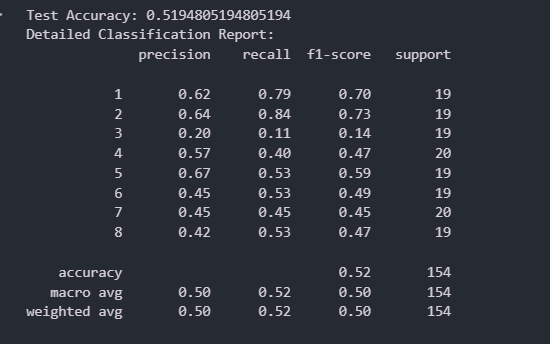 Test Accuracy: 0.5194805194805194
Detailed Classification Report:
precision recall f1-score support
1 0.62 0.79 0.70 19
2 0.64 0.84 0.73 19
3 0.20 0.11 0.14 19
4 0.57 0.40 0.47 20
5 0.67 0.53 0.59 19
6 0.45 0.53 0.49 19
7 0.45 0.45 0.45 20
8 0.42 0.53 0.47 19
accuracy 0.52 154
macro avg 0.50 0.52 0.50 154
weighted avg 0.50 0.52 0.50 154